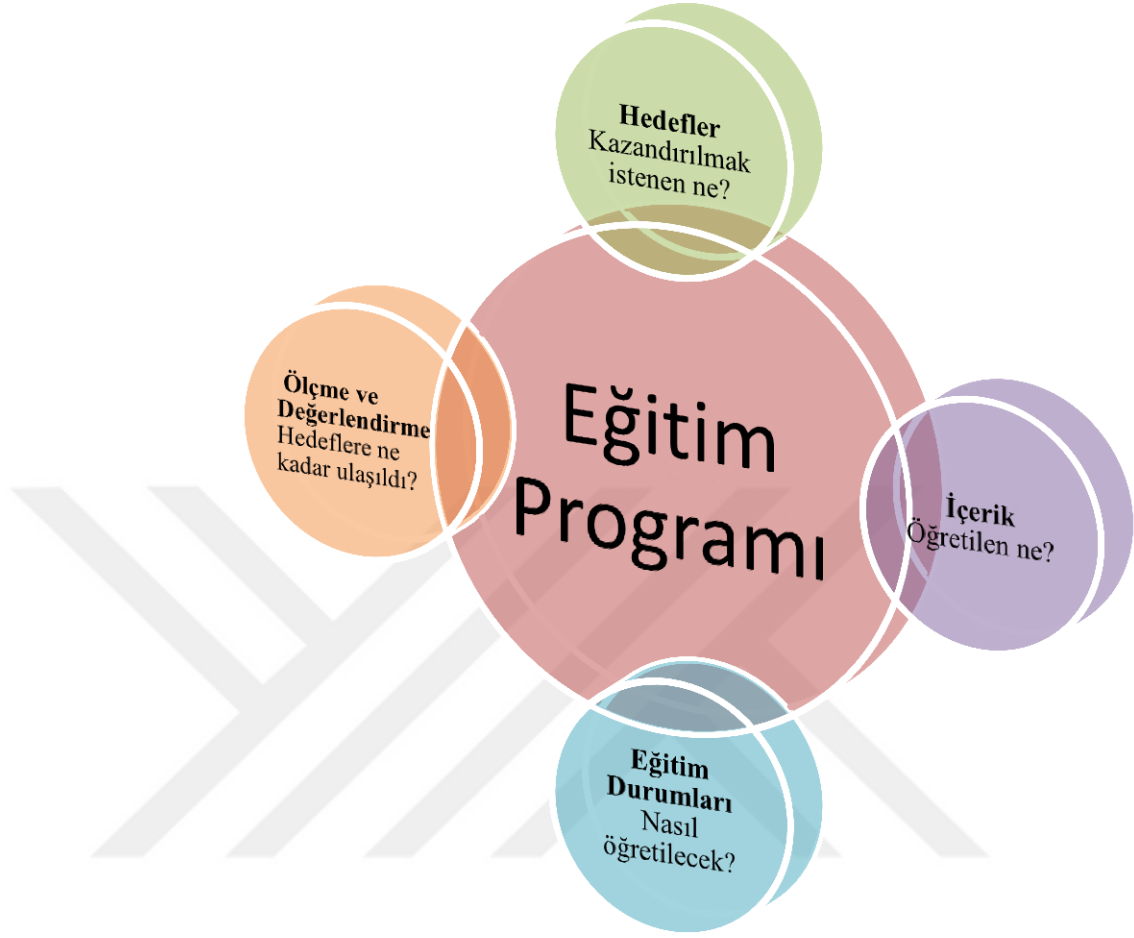 Hedefler
Kazandırılmak
istenen ne?
Eğitim
Programı
İçerik
Öğretilen ne?
Eğitim
Durumları
Nasıl
öğretilecek?
Ölçme ve
Değerlendirme
Hedeflere ne
kadar ulaşıldı?